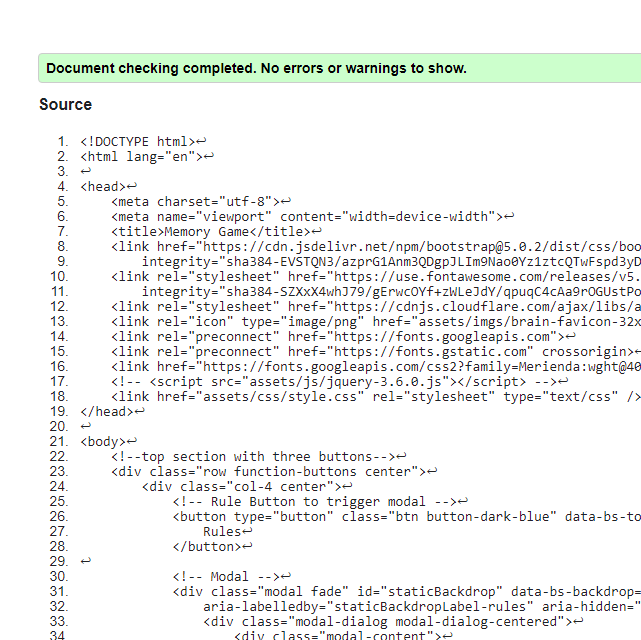 Document checking completed. No errors or warnings to show.
Source
1. <!DOCTYPE html>↩
2. <html lang="en">↩
3. ↩
4. <head>↩
5. <meta charset="utf-8">↩
6. <meta name="viewport" content="width=device-width">↩
7. <title>Memory Game</title>↩
8. <link href="https://cdn.jsdelivr.net/npm/bootstrap@5.0.2/dist/css/boo
9. integrity="sha384-EVSTQN3/azprG1Anm3QDgpJLIm9Nao0Yz1ztcQTwFspd3yD
10. <link rel="stylesheet" href="https://use.fontawesome.com/releases/v5.
11. integrity="sha384-SZXxX4whJ79/gErwcOYf+zWLeJdY/qpuqC4cAa9rOGUstPo
12. <link rel="stylesheet" href="https://cdnjs.cloudflare.com/ajax/libs/a
13. <link rel="icon" type="image/png" href="assets/imgs/brain-favicon-32x
14. <link rel="preconnect" href="https://fonts.googleapis.com">↩
15. <link rel="preconnect" href="https://fonts.gstatic.com" crossorigin>↩
16. <link href="https://fonts.googleapis.com/css2?family=Merienda:wght@40
17. <!-- <script src="assets/js/jquery-3.6.0.js"></script> -->↩
18. <link href="assets/css/style.css" rel="stylesheet" type="text/css" />
19. </head>↩
20. ↩
21. <body>↩
22. <!--top section with three buttons-->↩
23. <div class="row function-buttons center">↩
24. <div class="col-4 center">↩
25. <!-- Rule Button to trigger modal -->↩
26. <button type="button" class="btn button-dark-blue" data-bs-to
27. Rules↩
28. </button>↩
29. ↩
30. <!-- Modal -->↩
31. <div class="modal fade" id="staticBackdrop" data-bs-backdrop=
32. aria-labelledby="staticBackdropLabel-rules" aria-hidden="
33. <div class="modal-dialog modal-dialog-centered">↩
34. <div class="modal-content">↩